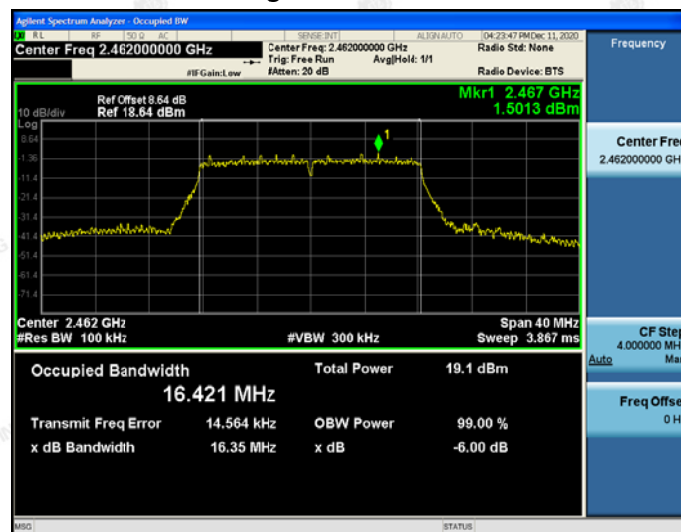 Agilent Spectrum Analyzer - Occupied BW
RL RF 50 Ω AC SENSE:INT ALIGN AUTO 04:23:47 PM Dec 11, 2020
Center Freq 2.462000000 GHz Center Freq: 2.462000000 GHz Radio Std: None Frequency
Trig: Free Run Avg|Hold: 1/1
#IFGain:Low #Atten: 20 dB Radio Device: BTS
Ref Offset 8.64 dB Mkr1 2.467 GHz
10 dB/div Ref 18.64 dBm 1.5013 dBm
Log
8.64
-1.36
-11.4
-21.4
-31.4
-41.4
-51.4
-61.4
-71.4
1
Center Fre
2.462000000 GH
Center 2.462 GHz Span 40 MHz
#Res BW 100 kHz #VBW 300 kHz Sweep 3.867 ms
CF Step
4.000000 MH
Auto Ma
Occupied Bandwidth Total Power 19.1 dBm
16.421 MHz
Transmit Freq Error 14.564 kHz OBW Power 99.00 %
x dB Bandwidth 16.35 MHz x dB -6.00 dB
Freq Offse
0 H
MSG STATUS